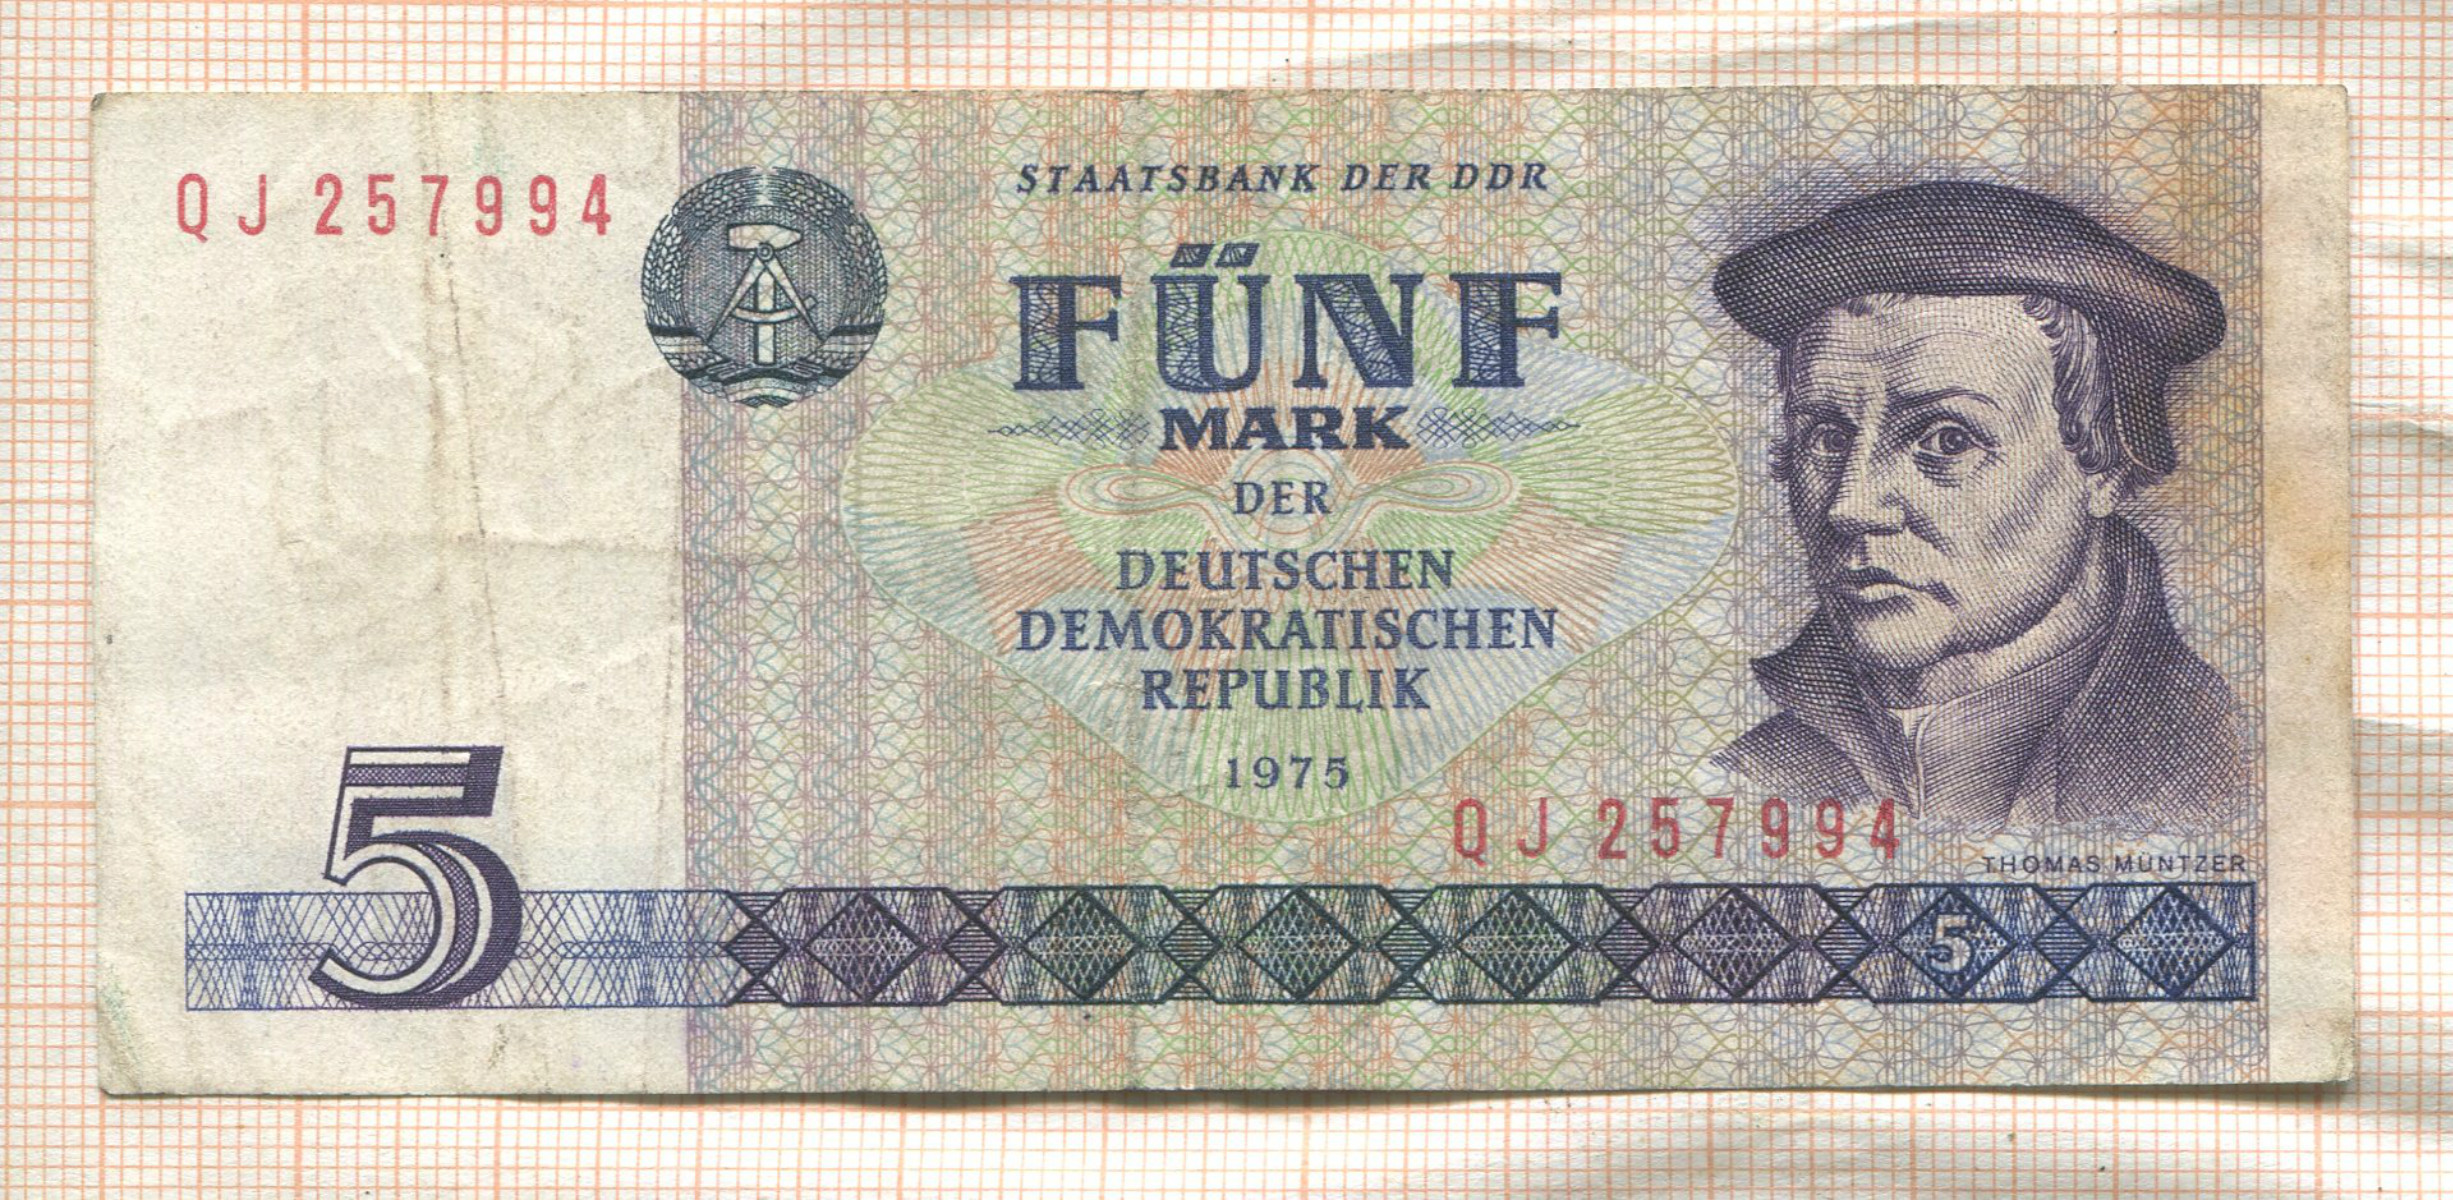 QJ 257994
STAATSBANK DER DDR
FÜNF
MARK
DER
DEUTSCHEN
DEMOKRATISCHEN
REPUBLIK
1975
QJ 257994
THOMAS MÜNTZER
5
5